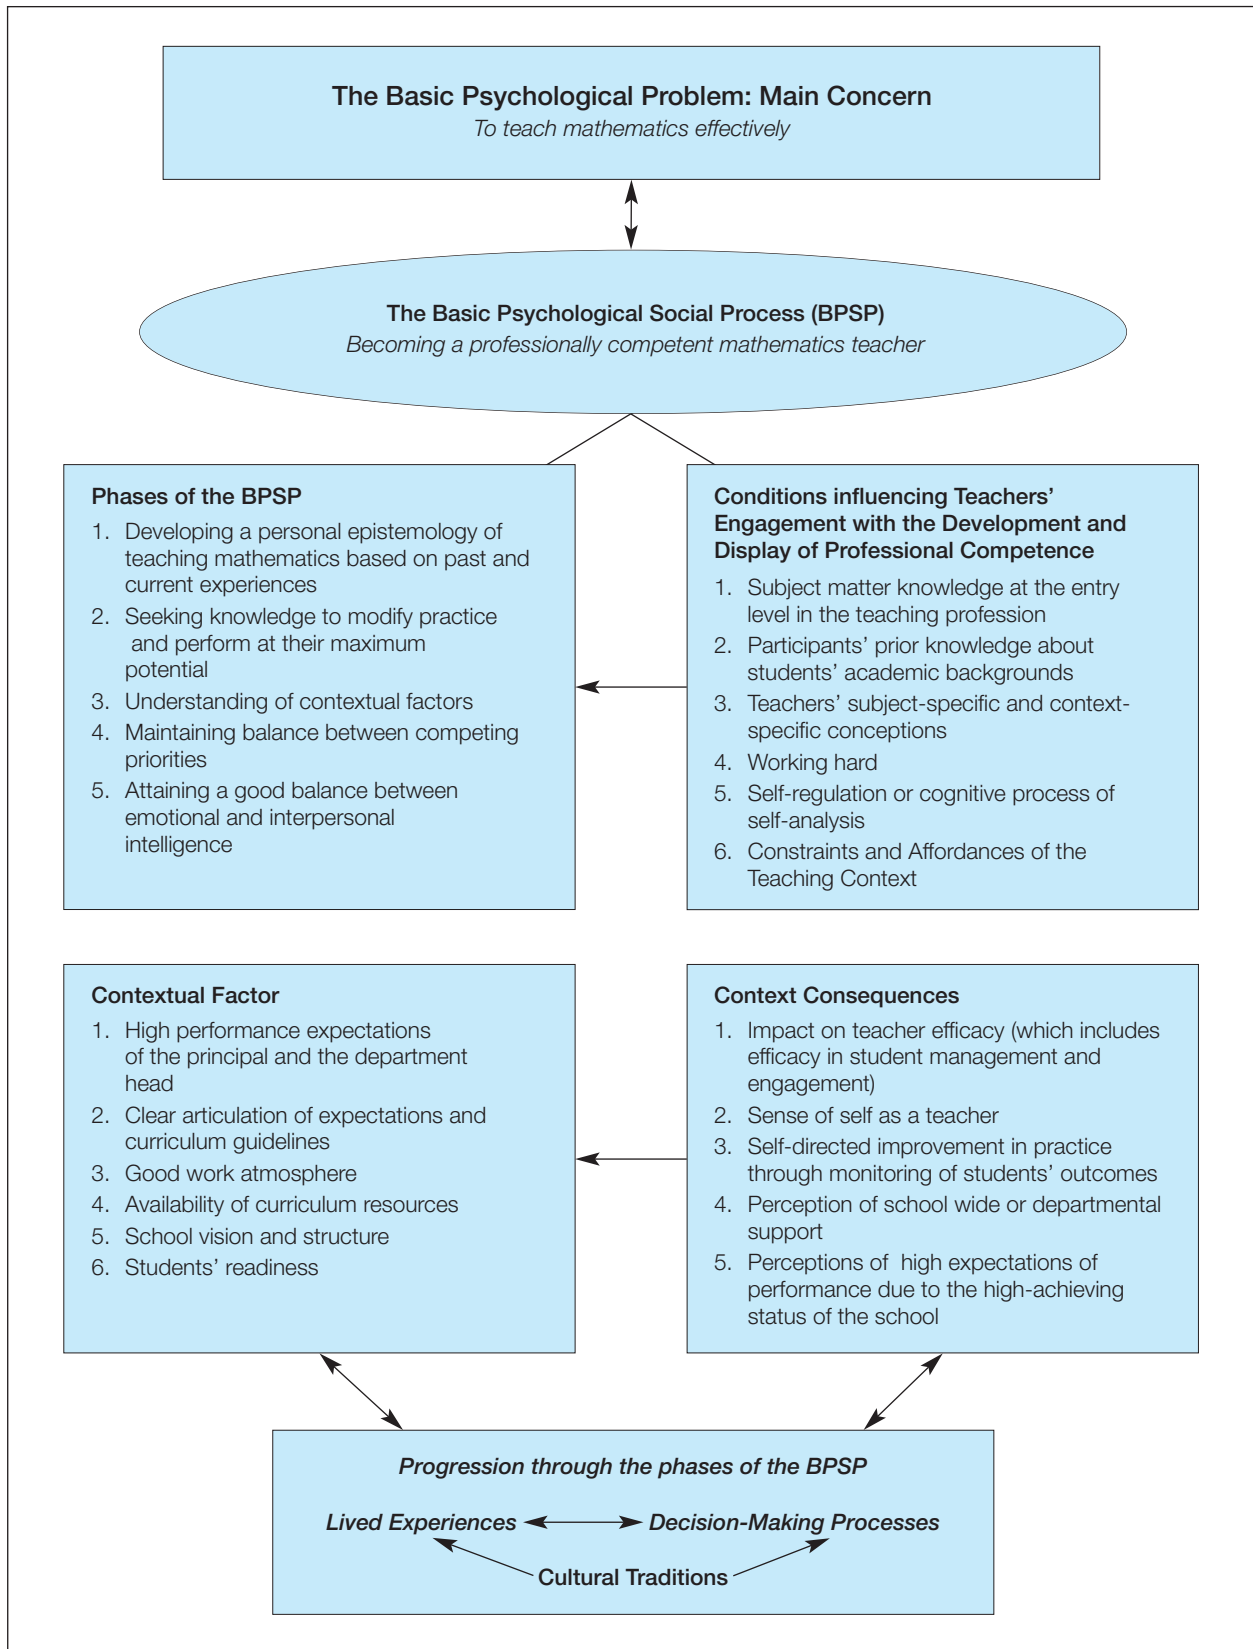 The Basic Psychological Problem: Main Concern
To teach mathematics effectively
The Basic Psychological Social Process (BPSP)
Becoming a professionally competent mathematics teacher
Phases of the BPSP
1. Developing a personal epistemology of
teaching mathematics based on past and
current experiences
2. Seeking knowledge to modify practice
and perform at their maximum
potential
3. Understanding of contextual factors
4. Maintaining balance between competing
priorities
5. Attaining a good balance between
emotional and interpersonal
intelligence
Conditions influencing Teachers’
Engagement with the Development and
Display of Professional Competence
1. Subject matter knowledge at the entry
level in the teaching profession
2. Participants’ prior knowledge about
students’ academic backgrounds
3. Teachers’ subject-specific and context-
specific conceptions
4. Working hard
5. Self-regulation or cognitive process of
self-analysis
6. Constraints and Affordances of the
Teaching Context
Contextual Factor
1. High performance expectations
of the principal and the department
head
2. Clear articulation of expectations and
curriculum guidelines
3. Good work atmosphere
4. Availability of curriculum resources
5. School vision and structure
6. Students’ readiness
Context Consequences
1. Impact on teacher efficacy (which includes
efficacy in student management and
engagement)
2. Sense of self as a teacher
3. Self-directed improvement in practice
through monitoring of students’ outcomes
4. Perception of school wide or departmental
support
5. Perceptions of high expectations of
performance due to the high-achieving
status of the school
Progression through the phases of the BPSP
Lived Experiences Decision-Making Processes
Cultural Traditions